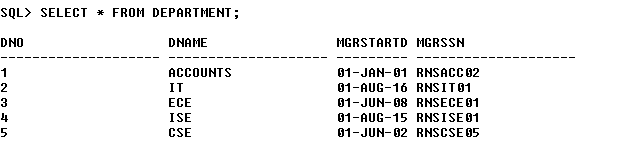 SQL> SELECT * FROM DEPARTMENT;
DNO                  DNAME                MGRSTARTD MGRSSN
-------------------- -------------------- --------- --------------------
1                    ACCOUNTS             01-JAN-01 RNSACC02
2                    IT                   01-AUG-16 RNSIT01
3                    ECE                  01-JUN-08 RNSECE01
4                    ISE                  01-AUG-15 RNSISE01
5                    CSE                  01-JUN-02 RNSCSE05